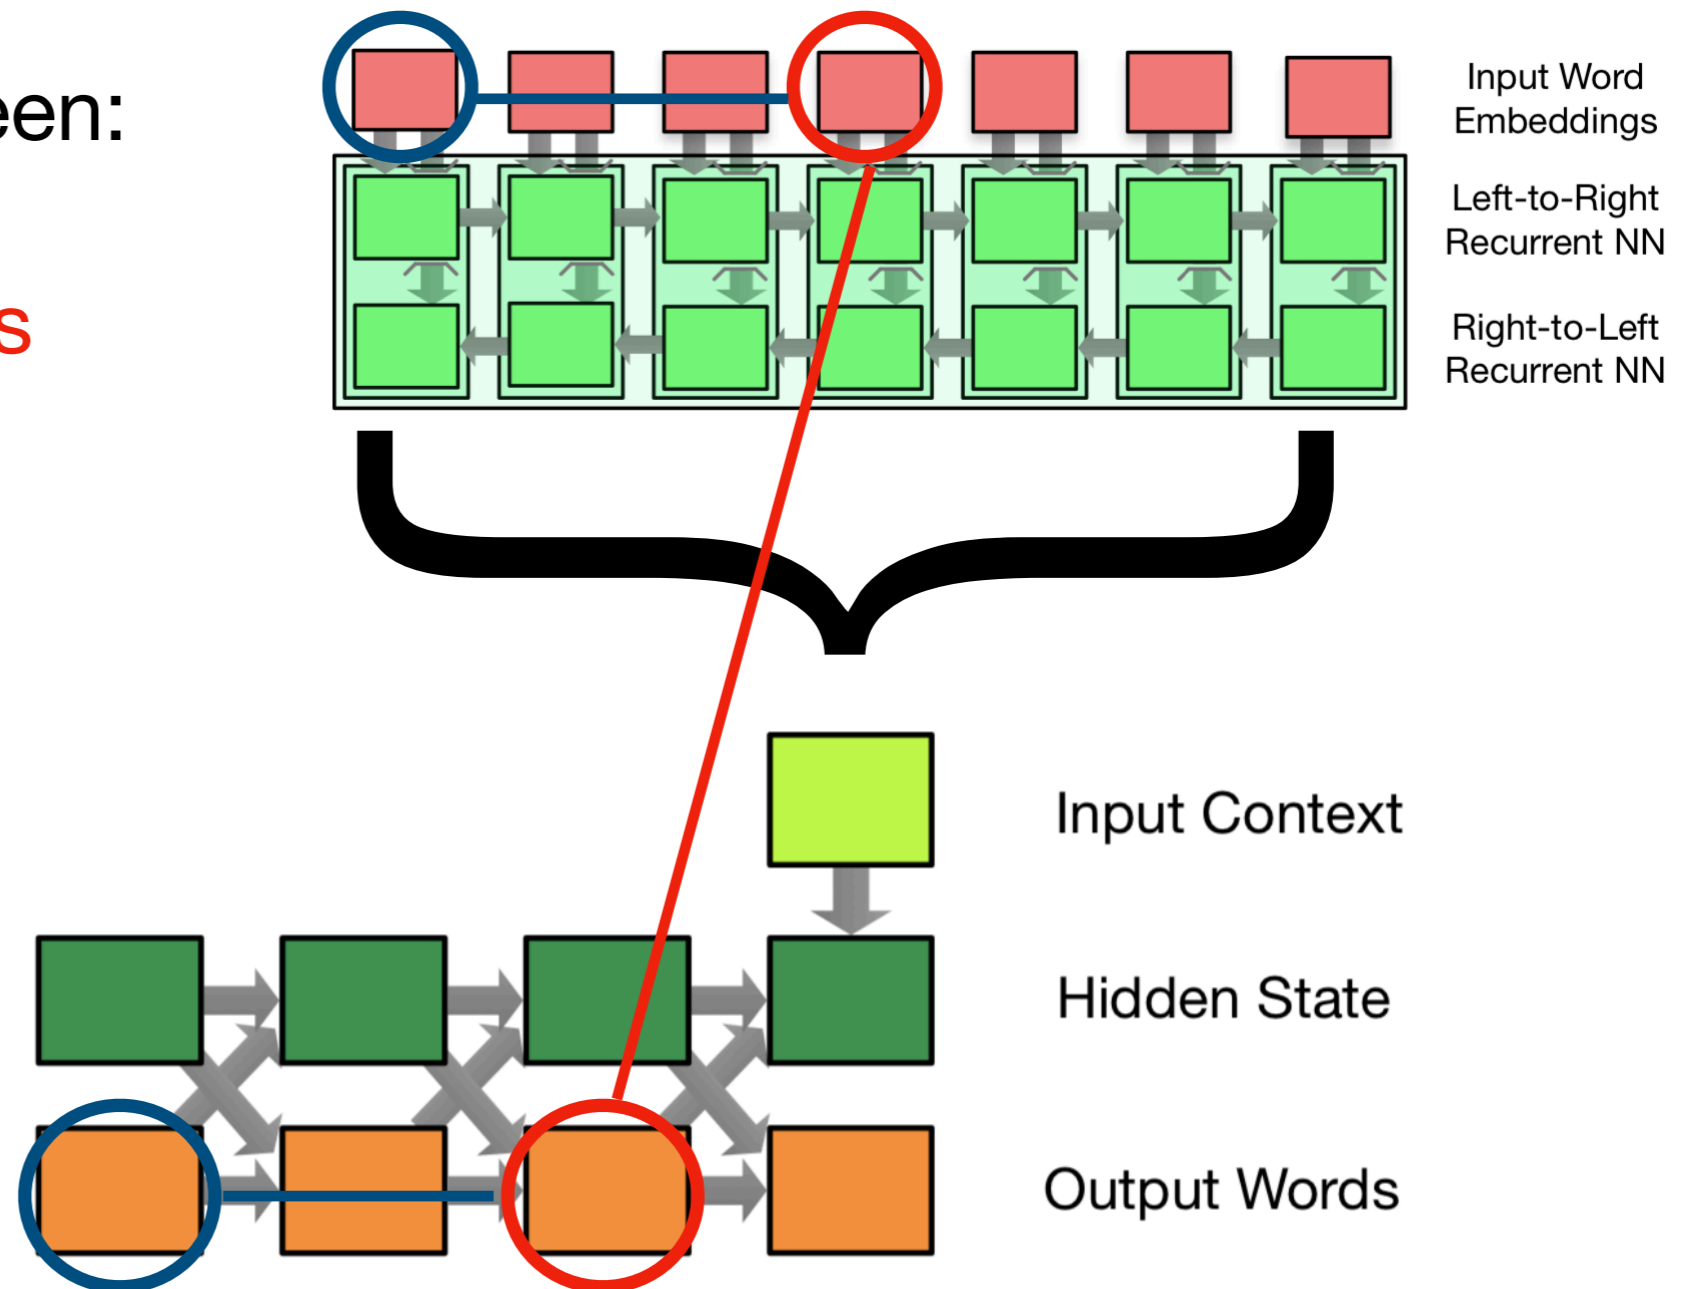 een:
s
Input Word
Embeddings
Left-to-Right
Recurrent NN
Right-to-Left
Recurrent NN
Input Context
Hidden State
Output Words